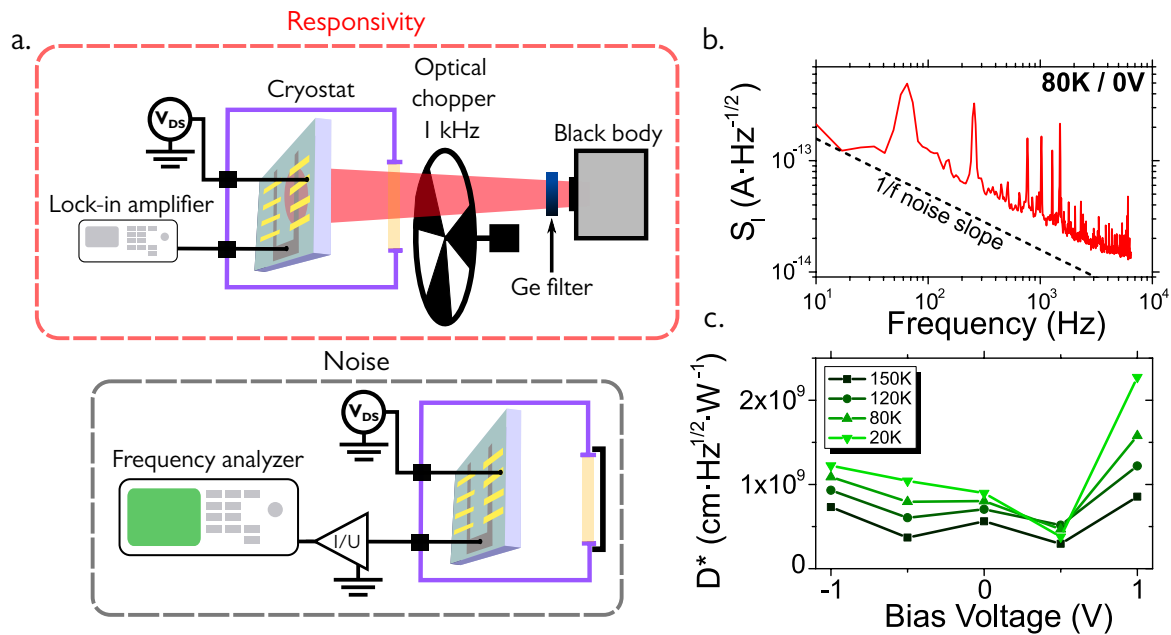 a.
Responsivity
Cryostat
Optical
chopper
1 kHz
Black body
V_DS
Lock-in amplifier
Ge filter
Noise
V_DS
Frequency analyzer
I/U
b.
80K / 0V
S_I (A·Hz^-1/2)
10^-13
10^-14
1/f noise slope
10^1 10^2 10^3 10^4
Frequency (Hz)
c.
D* (cm·Hz^1/2·W^-1)
2x10^9
1x10^9
0
150K
120K
80K
20K
-1 0 1
Bias Voltage (V)